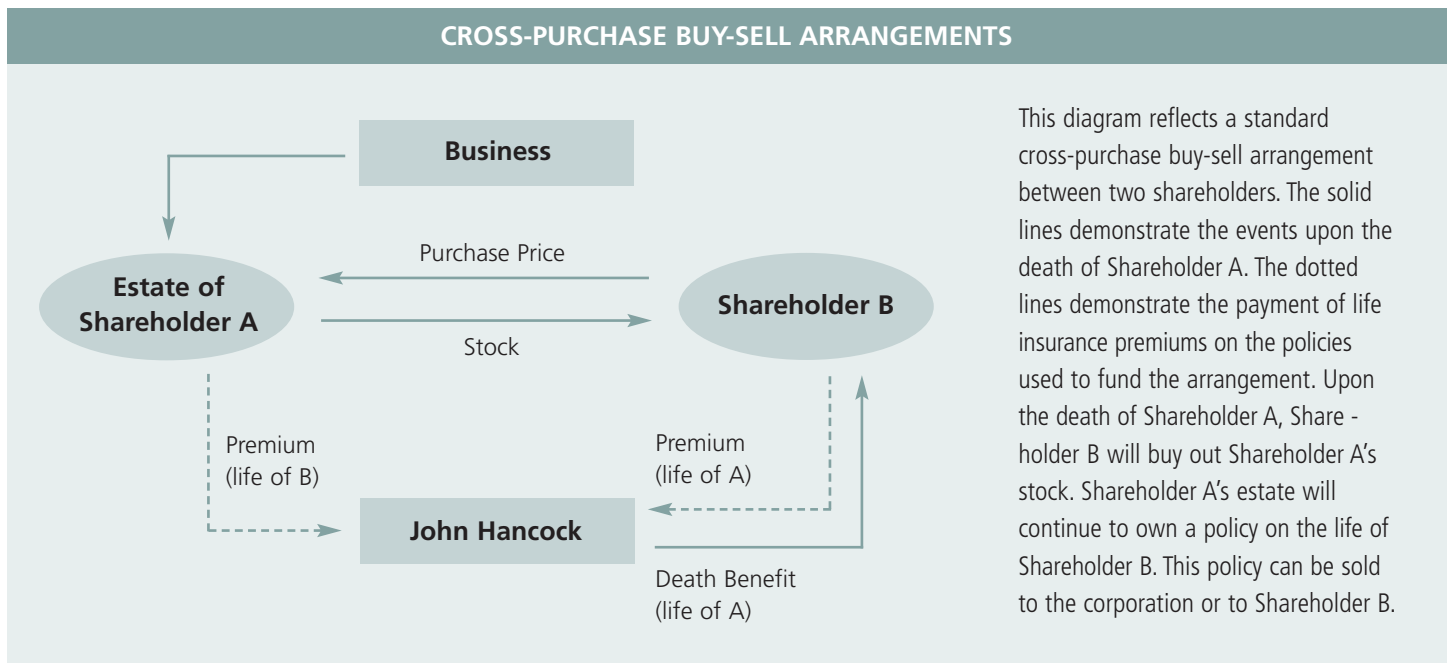 CROSS-PURCHASE BUY-SELL ARRANGEMENTS
Business
Purchase Price
Estate of
Shareholder A
Shareholder B
Stock
Premium
(life of B)
Premium
(life of A)
John Hancock
Death Benefit
(life of A)
This diagram reflects a standard
cross-purchase buy-sell arrangement
between two shareholders. The solid
lines demonstrate the events upon the
death of Shareholder A. The dotted
lines demonstrate the payment of life
insurance premiums on the policies
used to fund the arrangement. Upon
the death of Shareholder A, Share -
holder B will buy out Shareholder A’s
stock. Shareholder A’s estate will
continue to own a policy on the life of
Shareholder B. This policy can be sold
to the corporation or to Shareholder B.